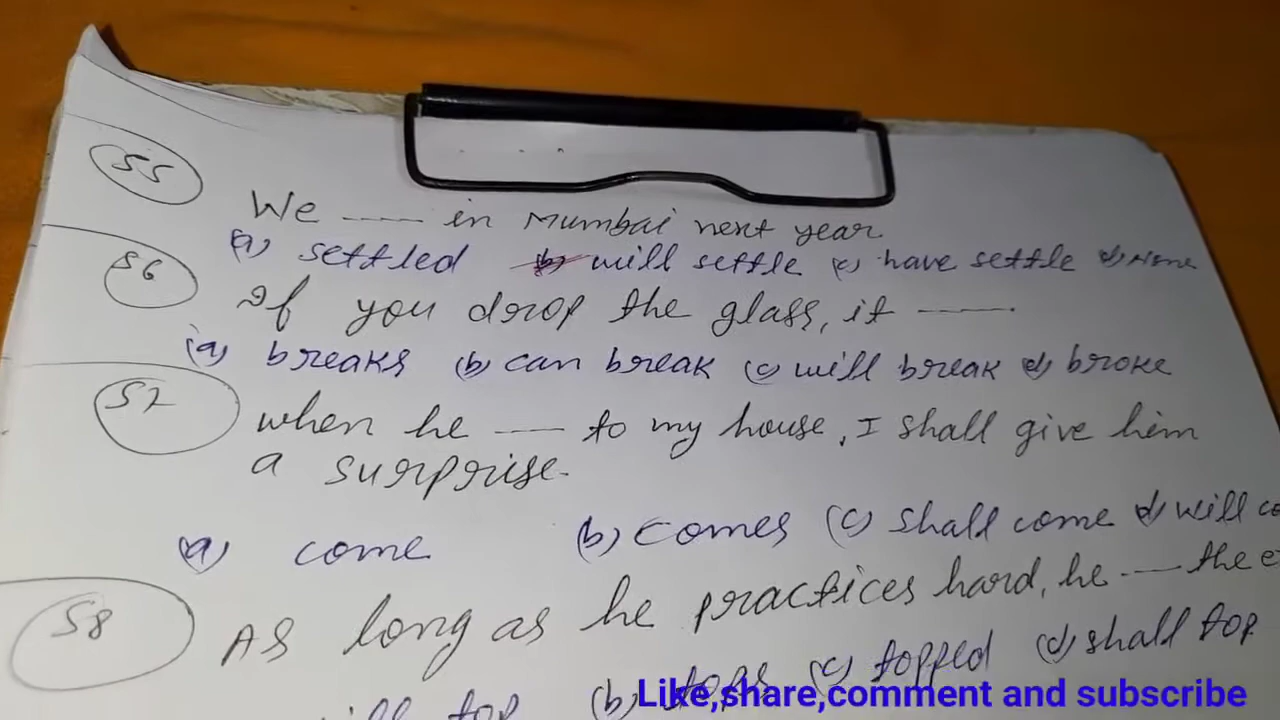 55
We ---- in Mumbai next year.
(a) settled (b) will settle (c) have settle (d) None
56
If you drop the glass, it ----.
(a) breaks (b) can break (c) will break (d) broke
57
when he ---- to my house, I shall give him
a surprise.
(a) come (b) comes (c) shall come (d) will
58
As long as he practices hard, he ---- the
top (b) tops (c) topped (d) shall top
Like,share,comment and subscribe